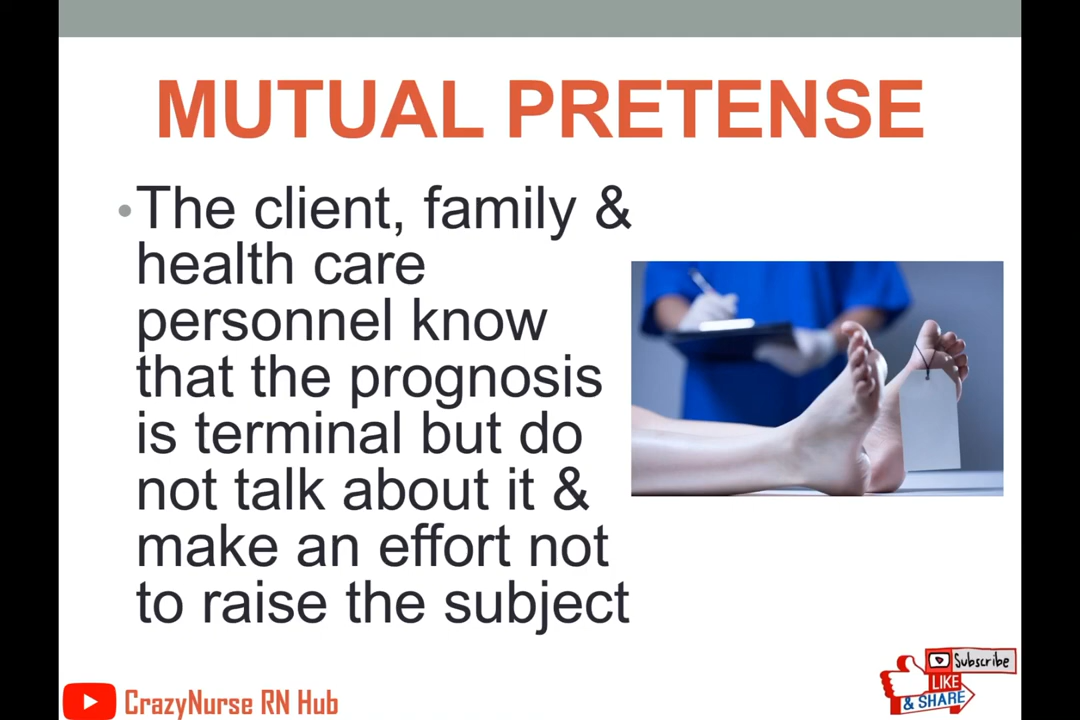 MUTUAL PRETENSE
•The client, family &
health care
personnel know
that the prognosis
is terminal but do
not talk about it &
make an effort not
to raise the subject
Subscribe
LIKE
& SHARE
CrazyNurse RN Hub